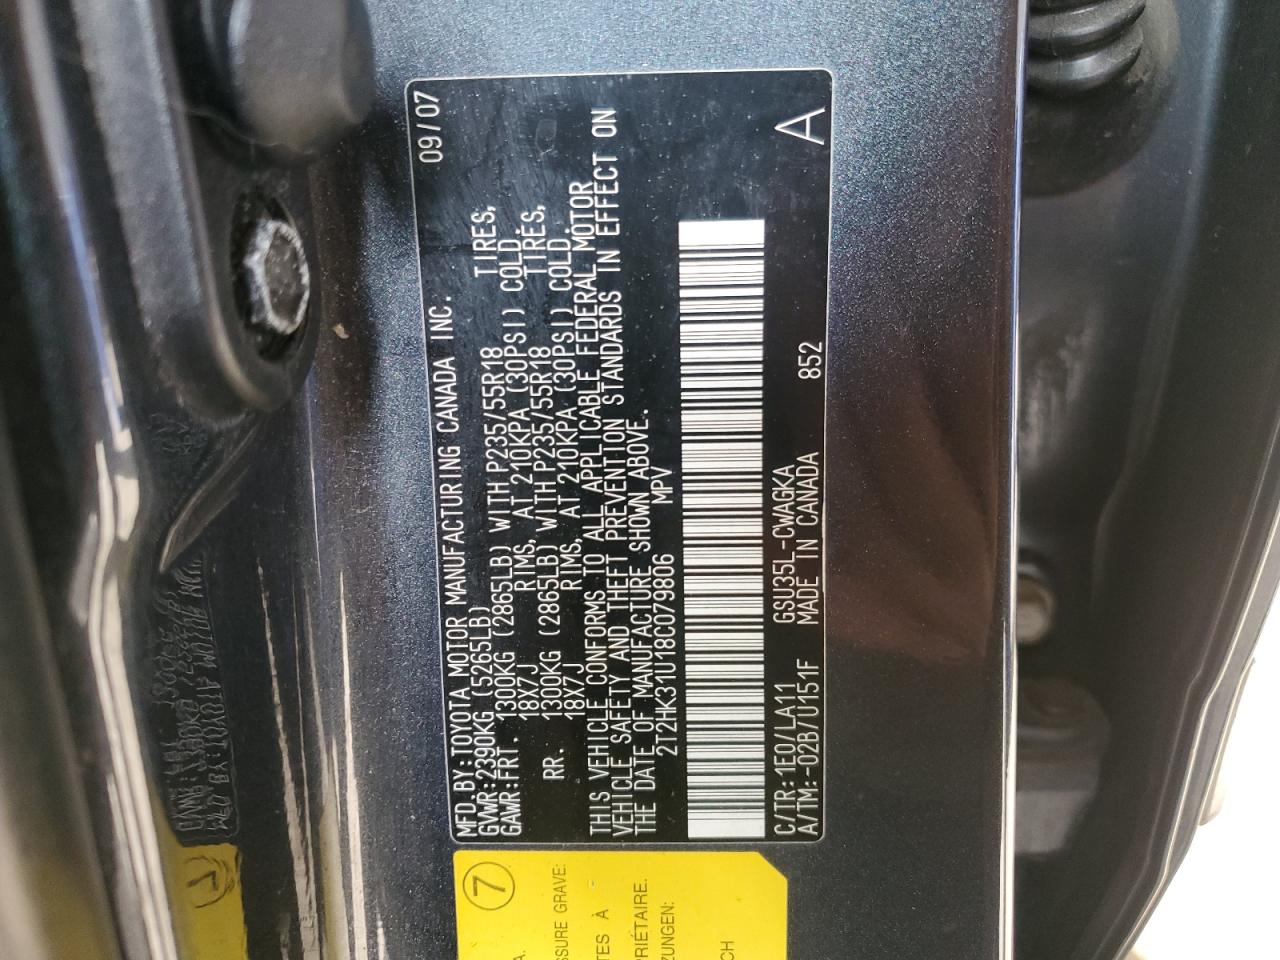 MFD.BY:TOYOTA MOTOR MANUFACTURING CANADA INC. 09/07
GVWR:2390KG (5265LB)
GAWR:FRT. 1300KG (2865LB) WITH P235/55R18 TIRES,
18X7J RIMS, AT 210KPA (30PSI) COLD.
RR. 1300KG (2865LB) WITH P235/55R18 TIRES,
18X7J RIMS, AT 210KPA (30PSI) COLD.
THIS VEHICLE CONFORMS TO ALL APPLICABLE FEDERAL MOTOR
VEHICLE SAFETY AND THEFT PREVENTION STANDARDS IN EFFECT ON
THE DATE OF MANUFACTURE SHOWN ABOVE.
2T2HK31U18C079806 MPV
C/TR:1E0/LA11 GSU35L-CWAGKA
A/TM:-02B/U151F MADE IN CANADA 852 A
7
A.
SSURE GRAVE:
TES À
PRIÉTAIRE.
ZUNGEN:
CH